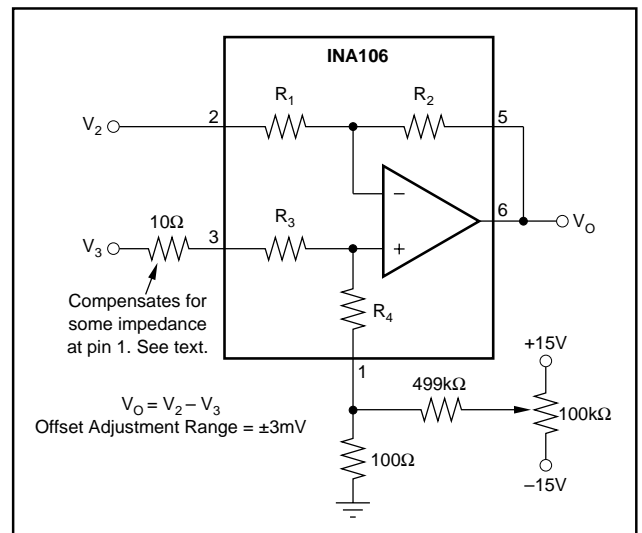 INA106
R1
R2
2
5
V2
10Ω
3
R3
−
+
6
VO
V3
Compensates for
some impedance
at pin 1. See text.
R4
1
+15V
499kΩ
100kΩ
VO = V2 – V3
Offset Adjustment Range = ±3mV
100Ω
–15V